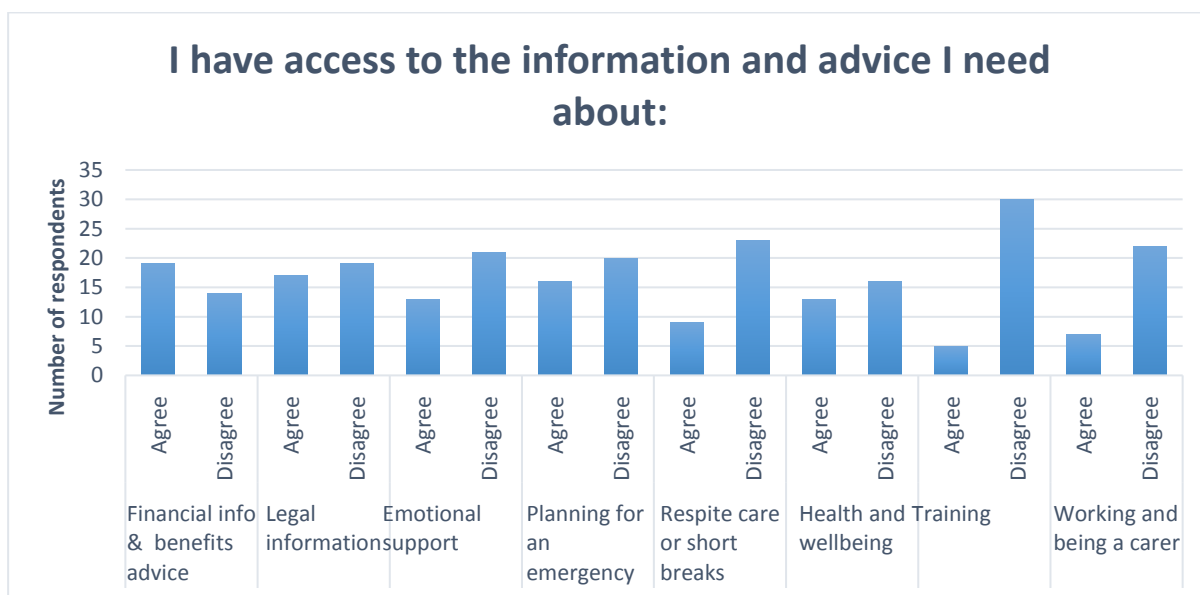 I have access to the information and advice I need
about:
Number of respondents
35
30
25
20
15
10
5
0
Agree
Disagree
Agree
Disagree
Agree
Disagree
Agree
Disagree
Agree
Disagree
Agree
Disagree
Agree
Disagree
Agree
Disagree
Financial info
& benefits
advice
Legal
information
Emotional
support
Planning for
an
emergency
Respite care
or short
breaks
Health and
wellbeing
Training
Working and
being a carer